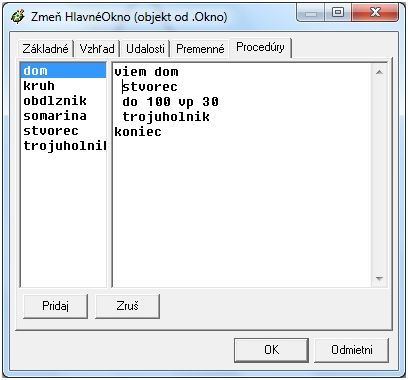 Zmeň HlavnéOkno (objekt od .Okno)
Základné Vzhľad Udalosti Premenné Procedúry
dom
kruh
obdlznik
somarina
stvorec
trojuholnik
viem dom
stvorec
do 100 vp 30
trojuholnik
koniec
Pridaj Zruš
OK Odmietni